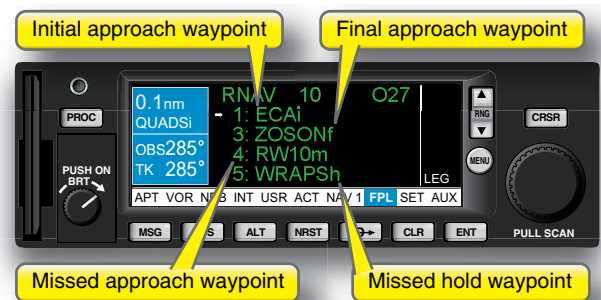 Initial approach waypoint
Final approach waypoint
PROC
PUSH ON
BRT
0.1nm
QUADSi
OBS285°
TK 285°
RNAV 10 O27
1: ECAi
3: ZOSONf
4: RW10m
5: WRAPSh
LEG
RNG
MENU
CRSR
APT VOR NDB INT USR ACT NAV 1 FPL SET AUX
MSG
ALT
NRST
CLR
ENT
PULL SCAN
Missed approach waypoint
Missed hold waypoint